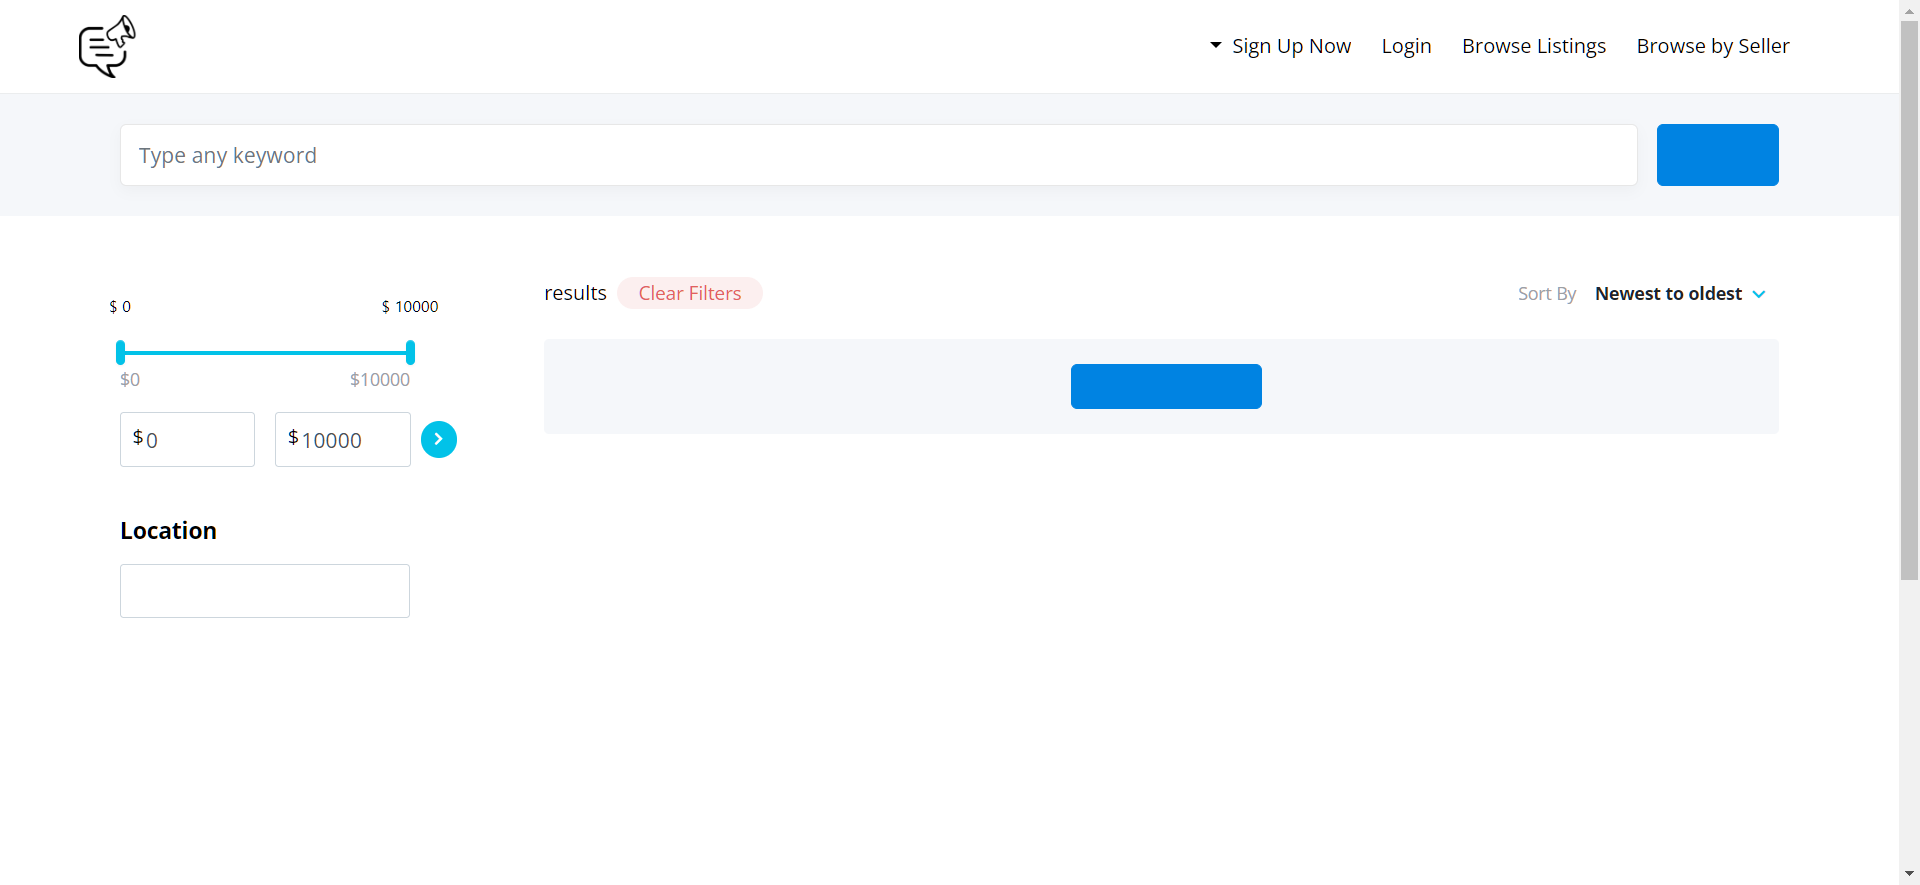 Sign Up Now Login Browse Listings Browse by Seller
Type any keyword
results Clear Filters Sort By Newest to oldest
$ 0 $ 10000
$0 $10000
$0 $10000
Location